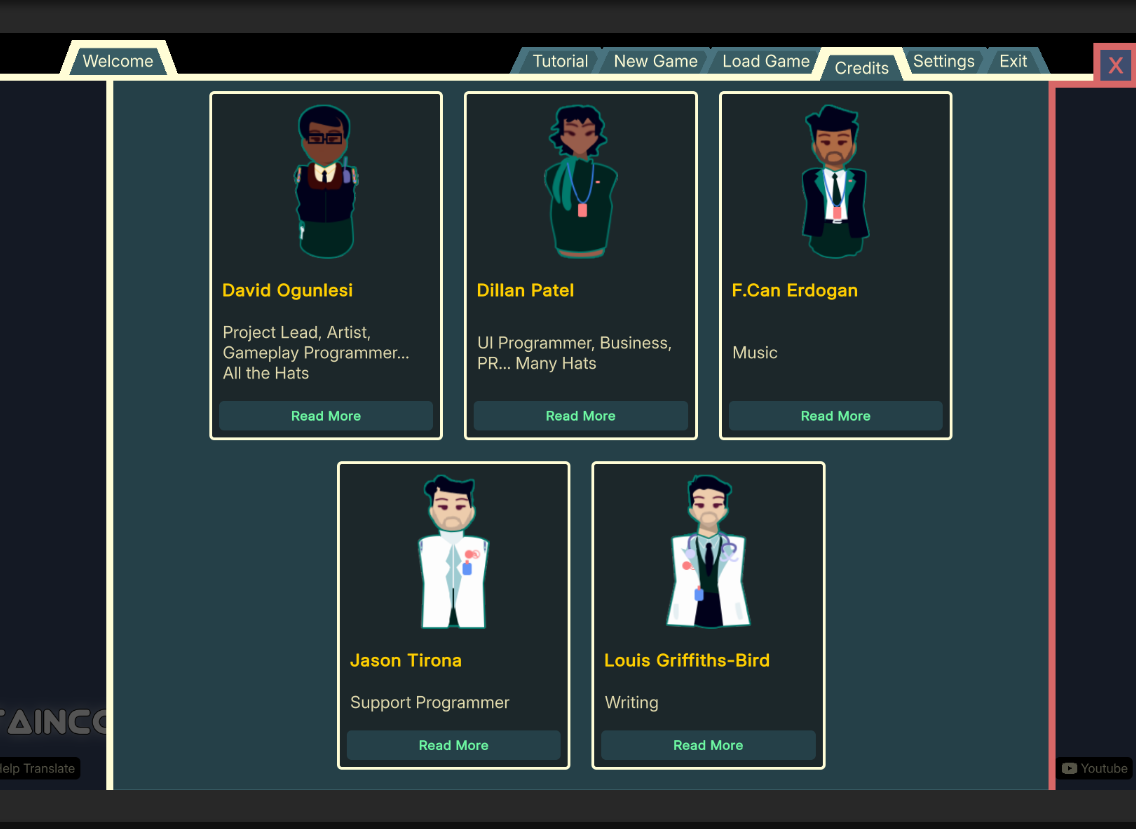 Welcome
Tutorial
New Game
Load Game
Credits
Settings
Exit
X
David Ogunlesi
Project Lead, Artist,
Gameplay Programmer...
All the Hats
Read More
Dillan Patel
UI Programmer, Business,
PR... Many Hats
Read More
F.Can Erdogan
Music
Read More
Jason Tirona
Support Programmer
Read More
Louis Griffiths-Bird
Writing
Read More
TAINC
elp Translate
Youtube